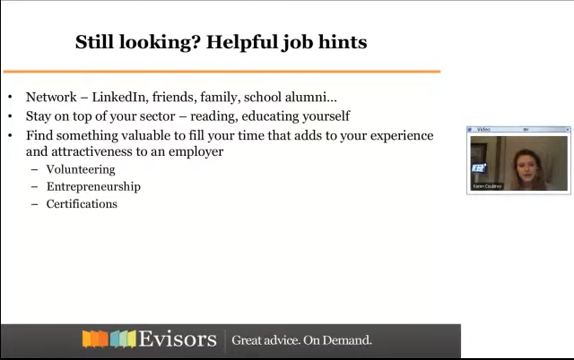 Still looking? Helpful job hints
• Network – LinkedIn, friends, family, school alumni…
• Stay on top of your sector – reading, educating yourself
• Find something valuable to fill your time that adds to your experience
and attractiveness to an employer
– Volunteering
– Entrepreneurship
– Certifications
Video
Evisors
Great advice. On Demand.